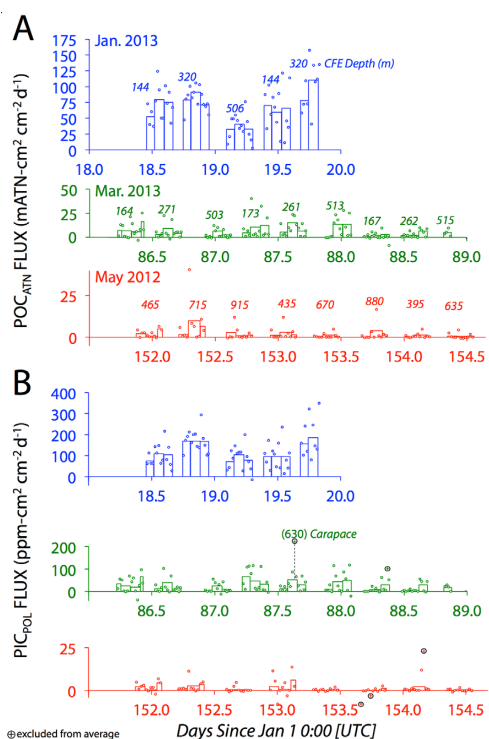 A
Jan. 2013
CFE Depth (m)
144 320 506 144 320
175
150
125
100
75
50
25
0
18.0 18.5 19.0 19.5 20.0
POC_ATN FLUX (mATN-cm² cm⁻² d⁻¹)
Mar. 2013
164 271 503 173 261 513 167 262 515
50
25
0
86.5 87.0 87.5 88.0 88.5 89.0
May 2012
465 715 915 435 670 880 395 635
25
0
152.0 152.5 153.0 153.5 154.0 154.5
B
400
300
200
100
0
18.5 19.0 19.5 20.0
PIC_POL FLUX (ppm-cm² cm⁻² d⁻¹)
(630) Carapace
200
100
0
86.5 87.0 87.5 88.0 88.5 89.0
25
0
152.0 152.5 153.0 153.5 154.0 154.5
⊕excluded from average
Days Since Jan 1 0:00 [UTC]